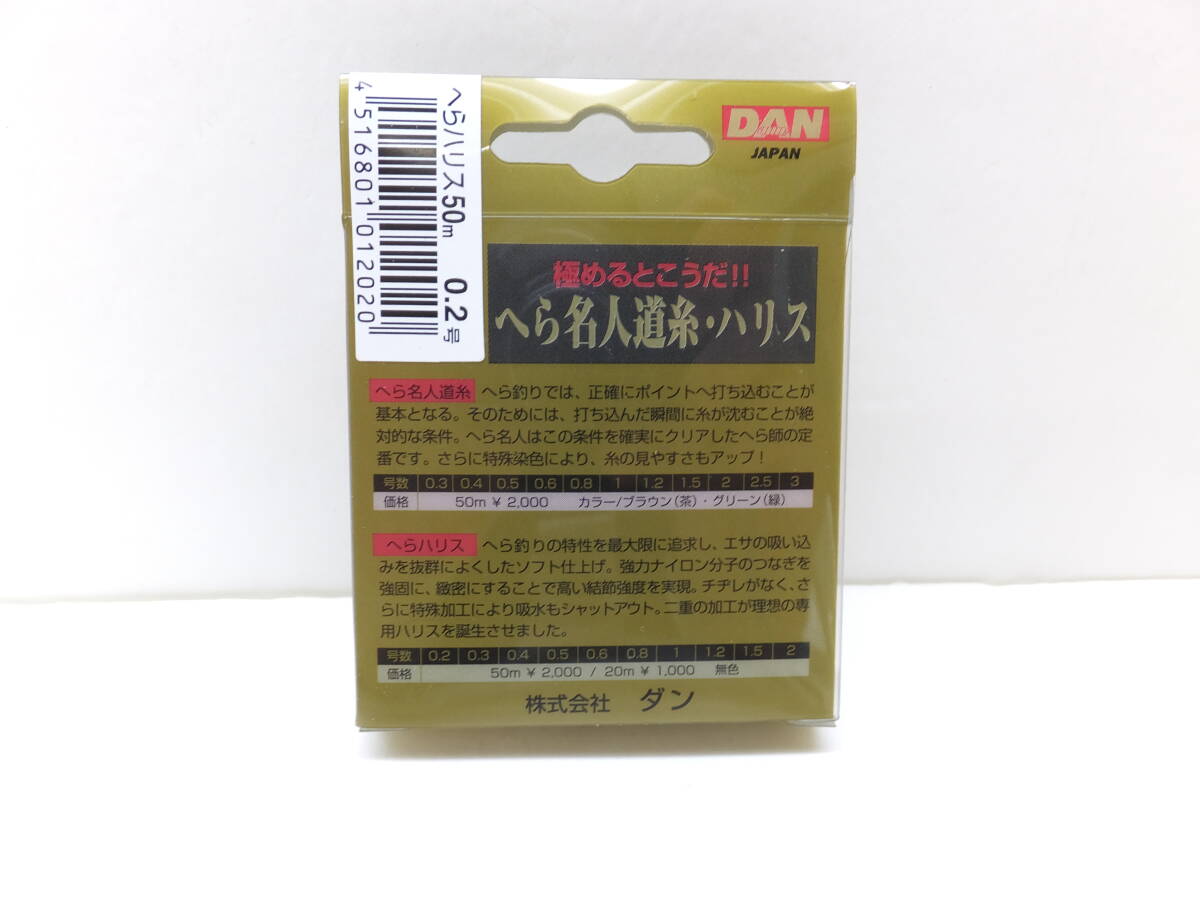 へらハリス50m 0.2号
4 516801 012020
DAN
JAPAN
極めるとこうだ!!
へら名人道糸・ハリス
へら名人道糸 へら釣りでは、正確にポイントへ打ち込むことが
基本となる。そのためには、打ち込んだ瞬間に糸が沈むことが絶
対的な条件。へら名人はこの条件を確実にクリアしたへら師の定
番です。さらに特殊染色により、糸の見やすさもアップ!
号数 0.3 0.4 0.5 0.6 0.8 1 1.2 1.5 2 2.5 3
価格 50m ¥2,000 カラー/ブラウン(茶)・グリーン(緑)
へらハリス へら釣りの特性を最大限に追求し、エサの吸い込
みを抜群によくしたソフト仕上げ。強力ナイロン分子のつなぎを
強固に、緻密にすることで高い結節強度を実現。チヂレがなく、さ
らに特殊加工により吸水もシャットアウト。二重の加工が理想の専
用ハリスを誕生させました。
号数 0.2 0.3 0.4 0.5 0.6 0.8 1 1.2 1.5 2
価格 50m ¥2,000 / 20m ¥1,000 無色
株式会社 ダン